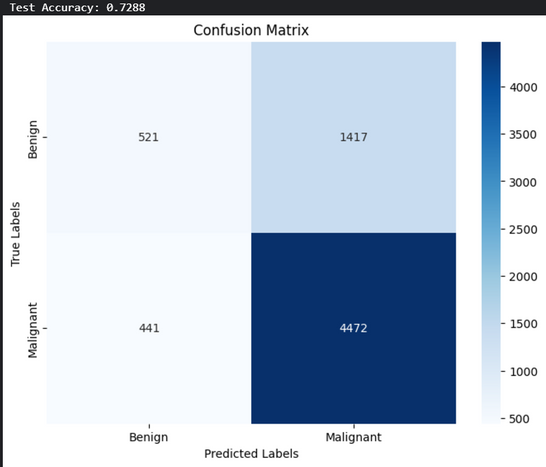 Test Accuracy: 0.7288
Confusion Matrix
True Labels
Benign
521
1417
Malignant
441
4472
Benign
Malignant
Predicted Labels
4000
3500
3000
2500
2000
1500
1000
500